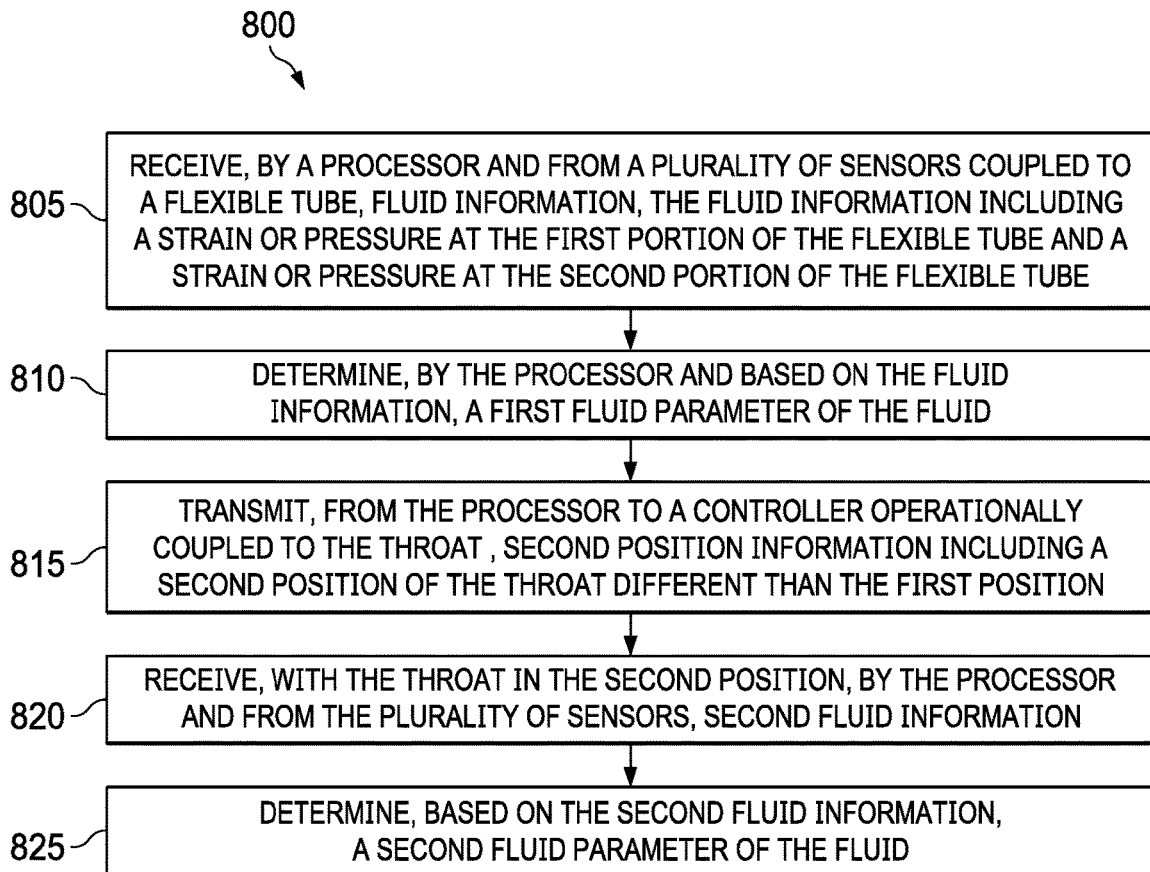 800
805
RECEIVE, BY A PROCESSOR AND FROM A PLURALITY OF SENSORS COUPLED TO
A FLEXIBLE TUBE, FLUID INFORMATION, THE FLUID INFORMATION INCLUDING
A STRAIN OR PRESSURE AT THE FIRST PORTION OF THE FLEXIBLE TUBE AND A
STRAIN OR PRESSURE AT THE SECOND PORTION OF THE FLEXIBLE TUBE
810
DETERMINE, BY THE PROCESSOR AND BASED ON THE FLUID
INFORMATION, A FIRST FLUID PARAMETER OF THE FLUID
815
TRANSMIT, FROM THE PROCESSOR TO A CONTROLLER OPERATIONALLY
COUPLED TO THE THROAT , SECOND POSITION INFORMATION INCLUDING A
SECOND POSITION OF THE THROAT DIFFERENT THAN THE FIRST POSITION
820
RECEIVE, WITH THE THROAT IN THE SECOND POSITION, BY THE PROCESSOR
AND FROM THE PLURALITY OF SENSORS, SECOND FLUID INFORMATION
825
DETERMINE, BASED ON THE SECOND FLUID INFORMATION,
A SECOND FLUID PARAMETER OF THE FLUID